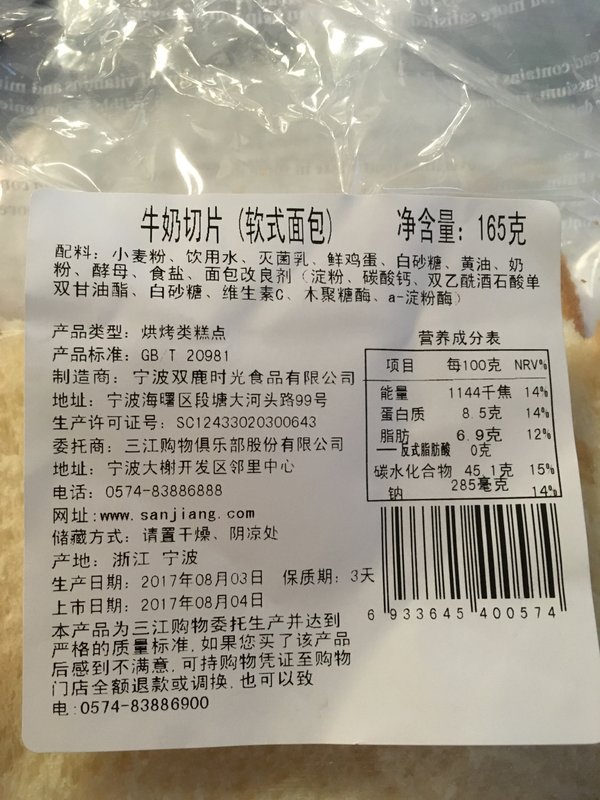 牛奶切片（软式面包） 净含量：165克
配料：小麦粉、饮用水、灭菌乳、鲜鸡蛋、白砂糖、黄油、奶
粉、酵母、食盐、面包改良剂（淀粉、碳酸钙、双乙酰酒石酸单
双甘油酯、白砂糖、维生素C、木聚糖酶、a-淀粉酶）
产品类型：烘烤类糕点
产品标准：GB/T 20981
制造商：宁波双鹿时光食品有限公司
地址：宁波海曙区段塘大河头路99号
生产许可证号：SC12433020300643
委托商：三江购物俱乐部股份有限公司
地址：宁波大榭开发区邻里中心
电话：0574-83886888
网址：www.sanjiang.com
储藏方式：请置干燥、阴凉处
产地：浙江 宁波
生产日期：2017年08月03日 保质期：3天
上市日期：2017年08月04日
本产品为三江购物委托生产并达到
严格的质量标准,如果您买了该产品
后感到不满意,可持购物凭证至购物
门店全额退款或调换,也可以致
电:0574-83886900
营养成分表
项目 每100克 NRV%
能量 1144千焦 14%
蛋白质 8.5克 14%
脂肪 6.9克 12%
——反式脂肪酸 0克
碳水化合物 45.1克 15%
钠 285毫克 14%
6 933645 400574